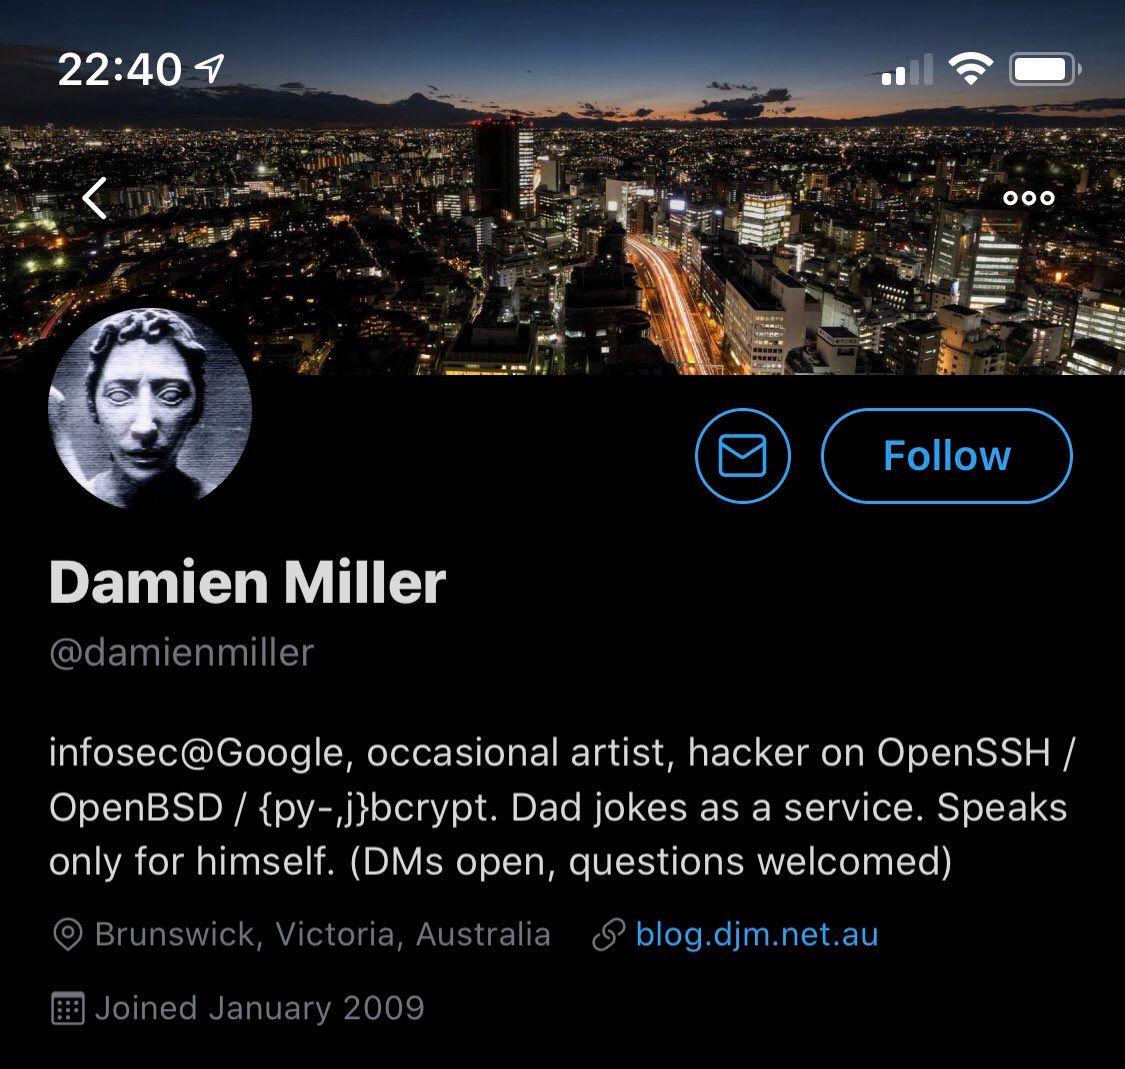 22:40
Follow
Damien Miller
@damienmiller
infosec@Google, occasional artist, hacker on OpenSSH /
OpenBSD / {py-,j}bcrypt. Dad jokes as a service. Speaks
only for himself. (DMs open, questions welcomed)
Brunswick, Victoria, Australia blog.djm.net.au
Joined January 2009